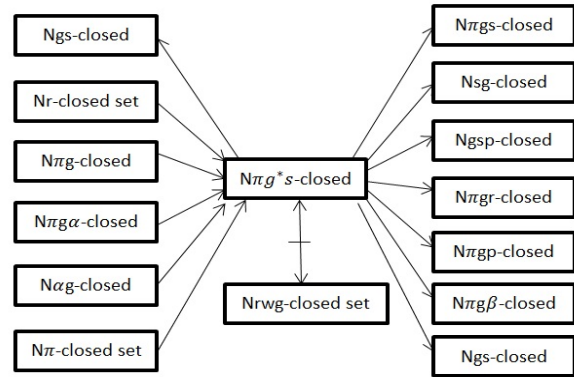 Ngs-closed
Nr-closed set
Nπg-closed
Nπgα-closed
Nαg-closed
Nπ-closed set
Nπg*s-closed
Nrwg-closed set
Nπgs-closed
Nsg-closed
Ngsp-closed
Nπgr-closed
Nπgp-closed
Nπgβ-closed
Ngs-closed